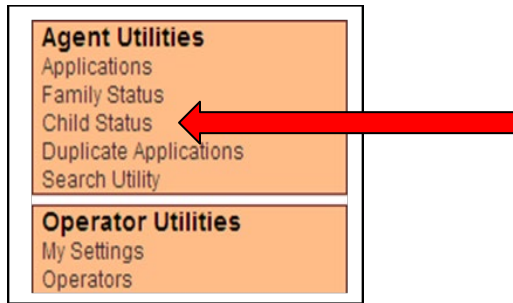 Agent Utilities
Applications
Family Status
Child Status
Duplicate Applications
Search Utility
Operator Utilities
My Settings
Operators